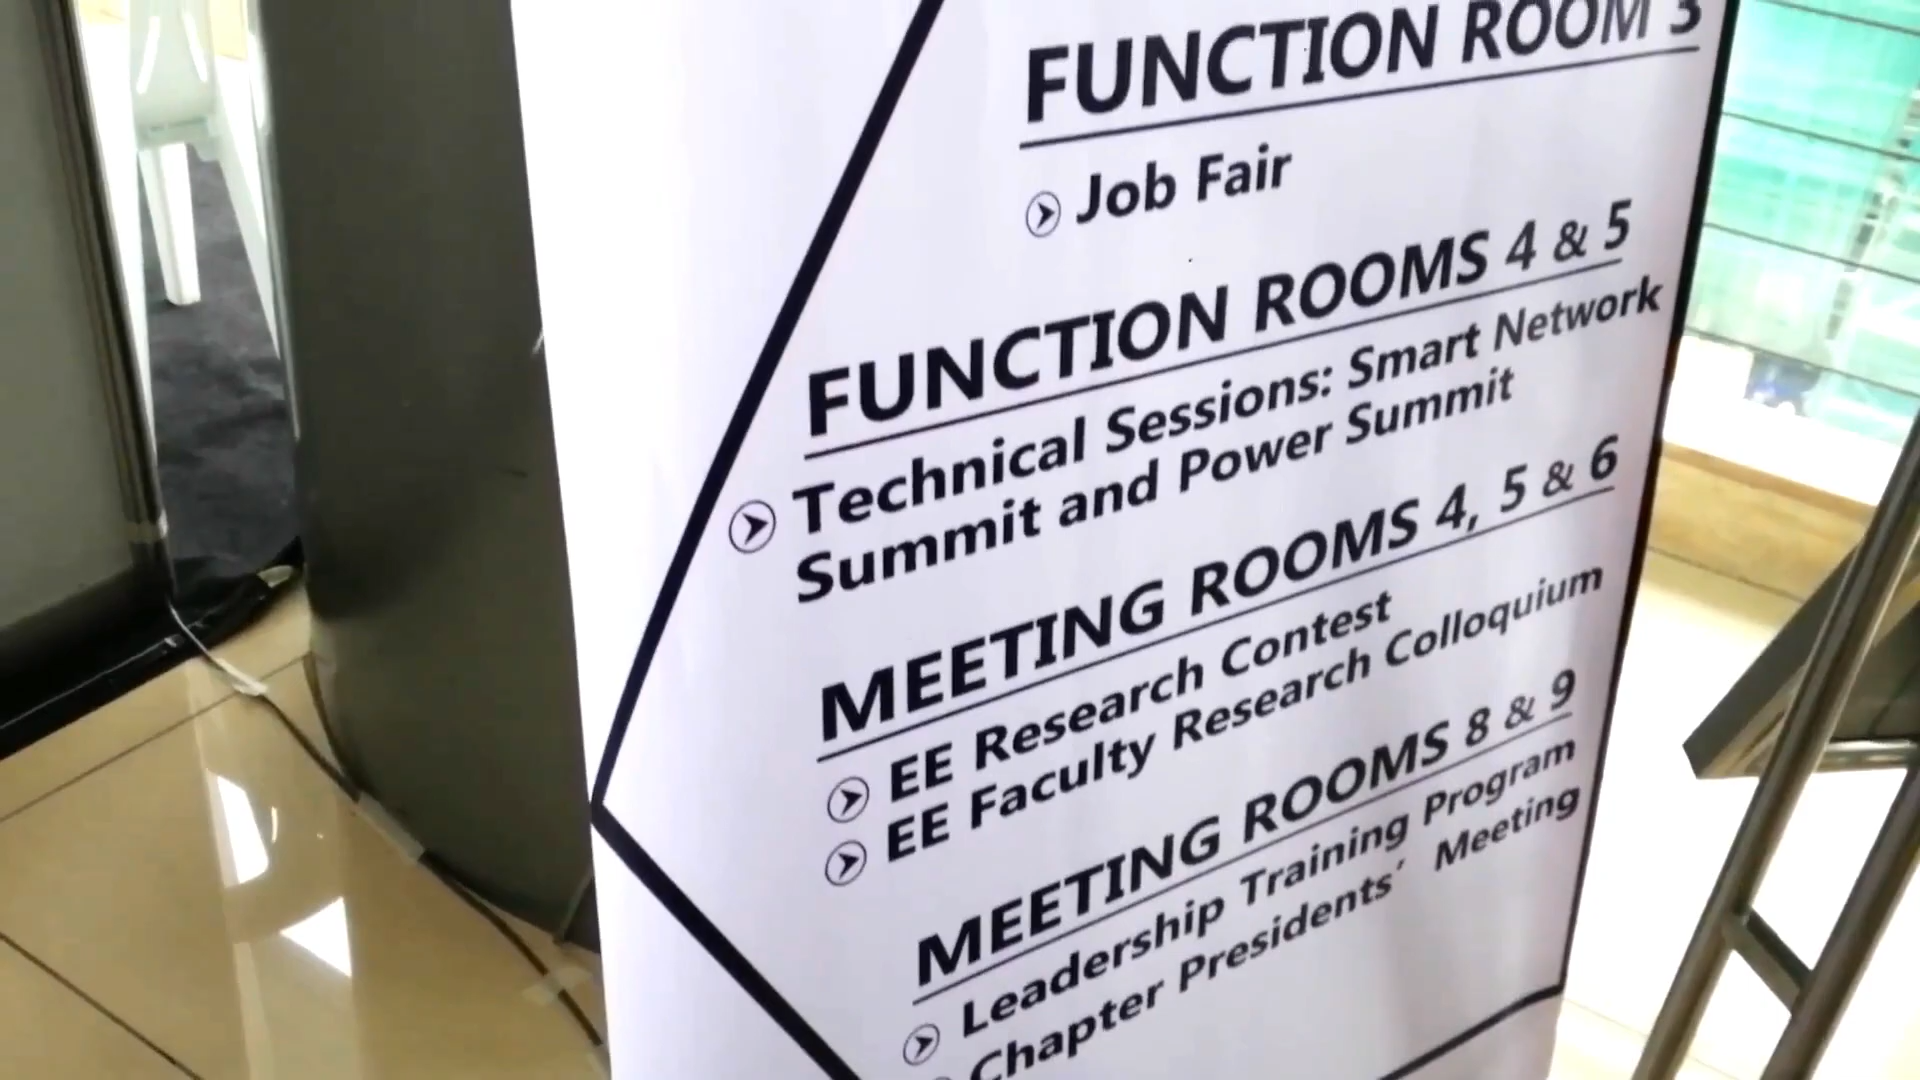 FUNCTION ROOM 3
Job Fair
FUNCTION ROOMS 4 & 5
Technical Sessions: Smart Network
Summit and Power Summit
MEETING ROOMS 4, 5 & 6
EE Research Contest
EE Faculty Research Colloquium
MEETING ROOMS 8 & 9
Leadership Training Program
Chapter Presidents' Meeting